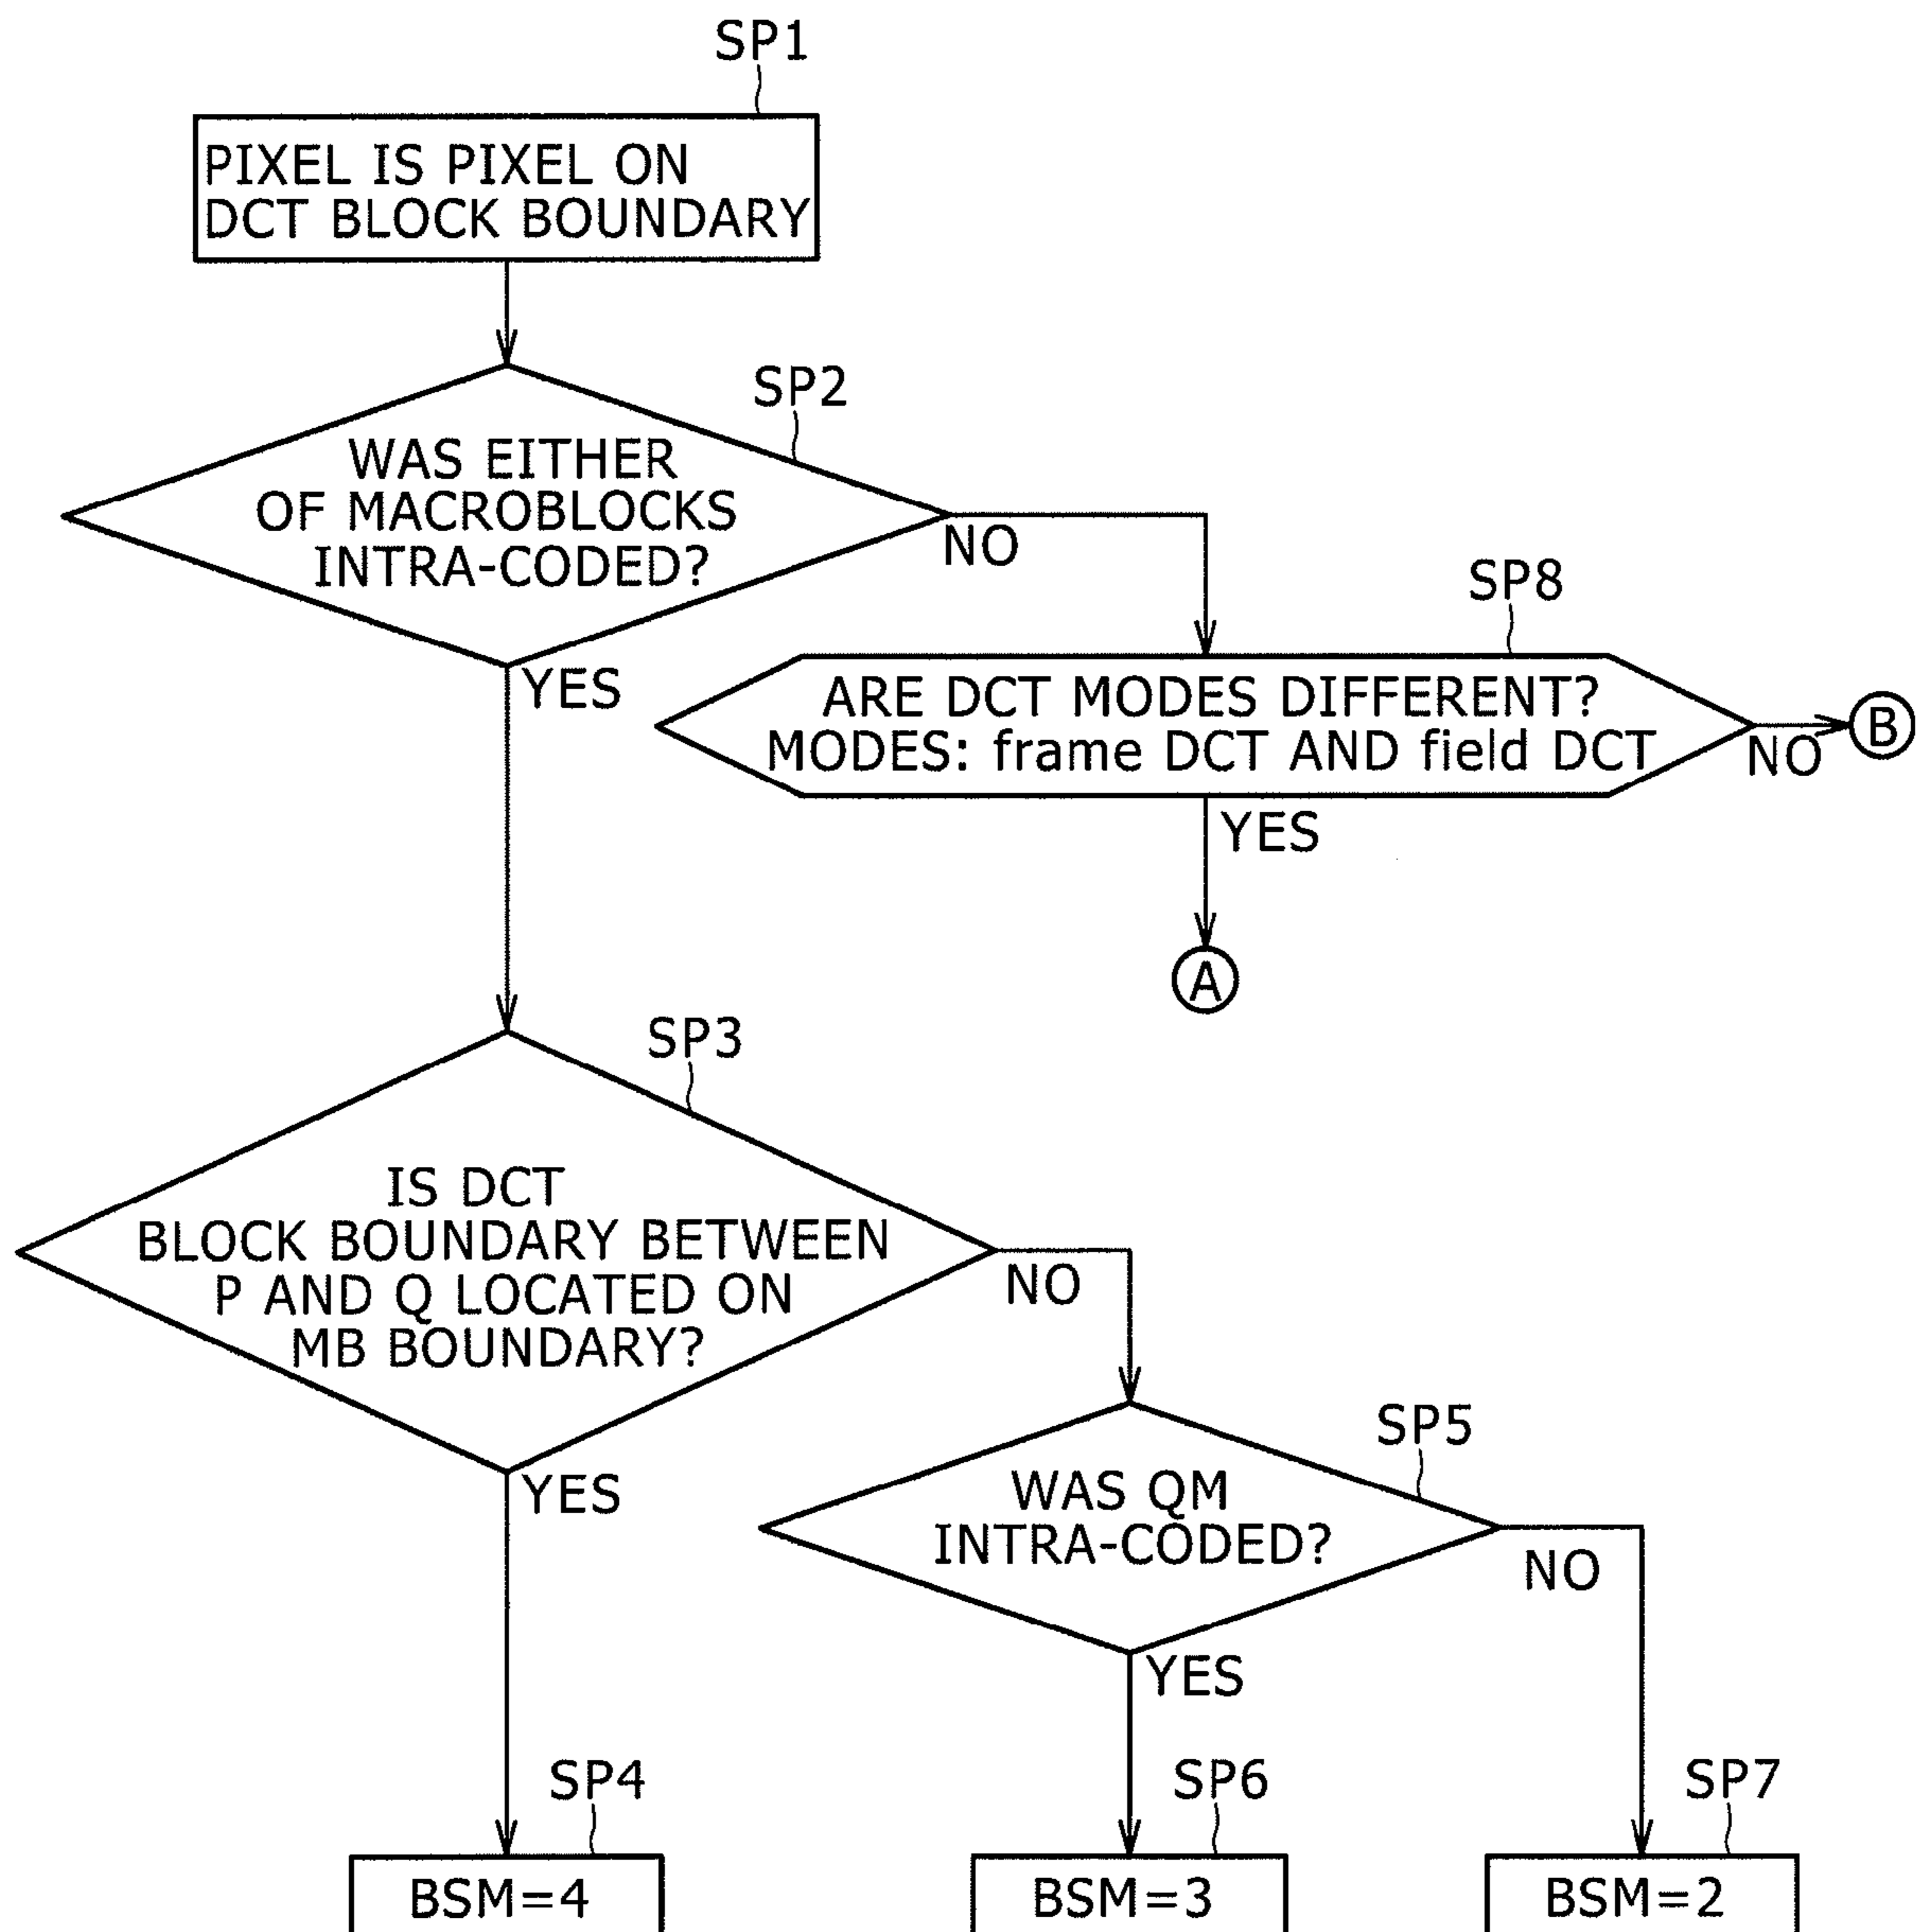 SP1
PIXEL IS PIXEL ON
DCT BLOCK BOUNDARY
SP2
WAS EITHER
OF MACROBLOCKS
INTRA-CODED?
NO
YES
SP8
ARE DCT MODES DIFFERENT?
MODES: frame DCT AND field DCT
NO
B
YES
A
SP3
IS DCT
BLOCK BOUNDARY BETWEEN
P AND Q LOCATED ON
MB BOUNDARY?
NO
YES
SP5
WAS QM
INTRA-CODED?
NO
YES
SP4
BSM=4
SP6
BSM=3
SP7
BSM=2